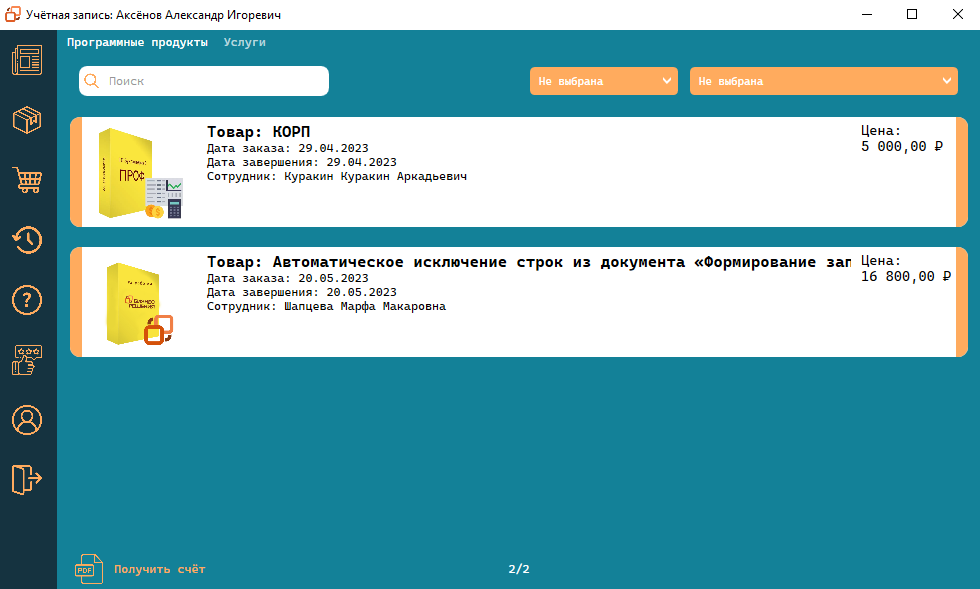 Учётная запись: Аксёнов Александр Игоревич
Программные продукты Услуги
Поиск
Не выбрана
Не выбрана
Товар: КОРП
Дата заказа: 29.04.2023
Дата завершения: 29.04.2023
Сотрудник: Куракин Куракин Аркадьевич
Цена:
5 000,00 ₽
ПРОФ
Товар: Автоматическое исключение строк из документа «Формирование зап
Дата заказа: 20.05.2023
Дата завершения: 20.05.2023
Сотрудник: Шапцева Марфа Макаровна
Цена:
16 800,00 ₽
PDF
Получить счёт
2/2